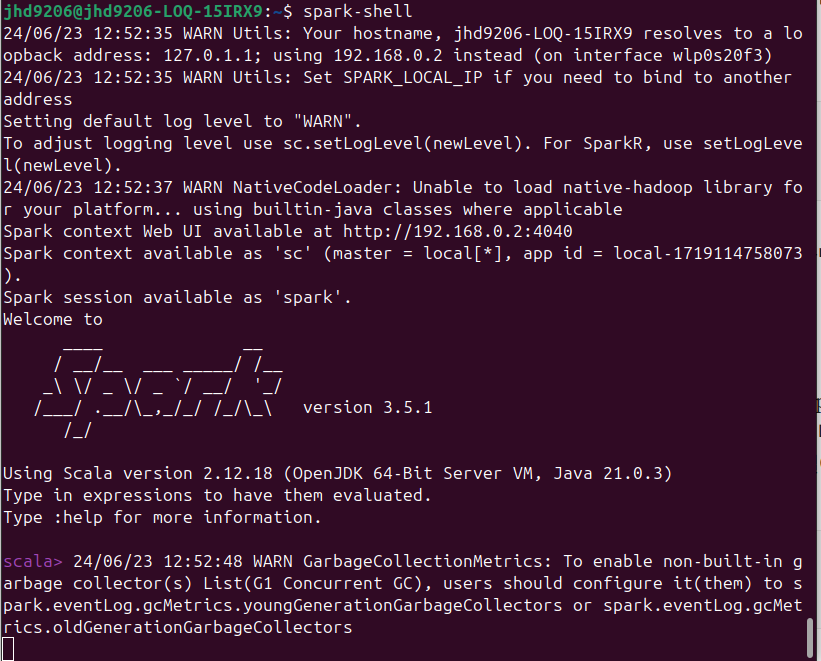 jhd9206@jhd9206-LOQ-15IRX9:~$ spark-shell
24/06/23 12:52:35 WARN Utils: Your hostname, jhd9206-LOQ-15IRX9 resolves to a lo
opback address: 127.0.1.1; using 192.168.0.2 instead (on interface wlp0s20f3)
24/06/23 12:52:35 WARN Utils: Set SPARK_LOCAL_IP if you need to bind to another
address
Setting default log level to "WARN".
To adjust logging level use sc.setLogLevel(newLevel). For SparkR, use setLogLeve
l(newLevel).
24/06/23 12:52:37 WARN NativeCodeLoader: Unable to load native-hadoop library fo
r your platform... using builtin-java classes where applicable
Spark context Web UI available at http://192.168.0.2:4040
Spark context available as 'sc' (master = local[*], app id = local-1719114758073
).
Spark session available as 'spark'.
Welcome to
      ____              __
     / __/__  ___ _____/ /__
    _\ \/ _ \/ _ `/ __/  '_/
   /___/ .__/\_,_/_/ /_/\_\   version 3.5.1
      /_/

Using Scala version 2.12.18 (OpenJDK 64-Bit Server VM, Java 21.0.3)
Type in expressions to have them evaluated.
Type :help for more information.

scala> 24/06/23 12:52:48 WARN GarbageCollectionMetrics: To enable non-built-in g
arbage collector(s) List(G1 Concurrent GC), users should configure it(them) to s
park.eventLog.gcMetrics.youngGenerationGarbageCollectors or spark.eventLog.gcMet
rics.oldGenerationGarbageCollectors